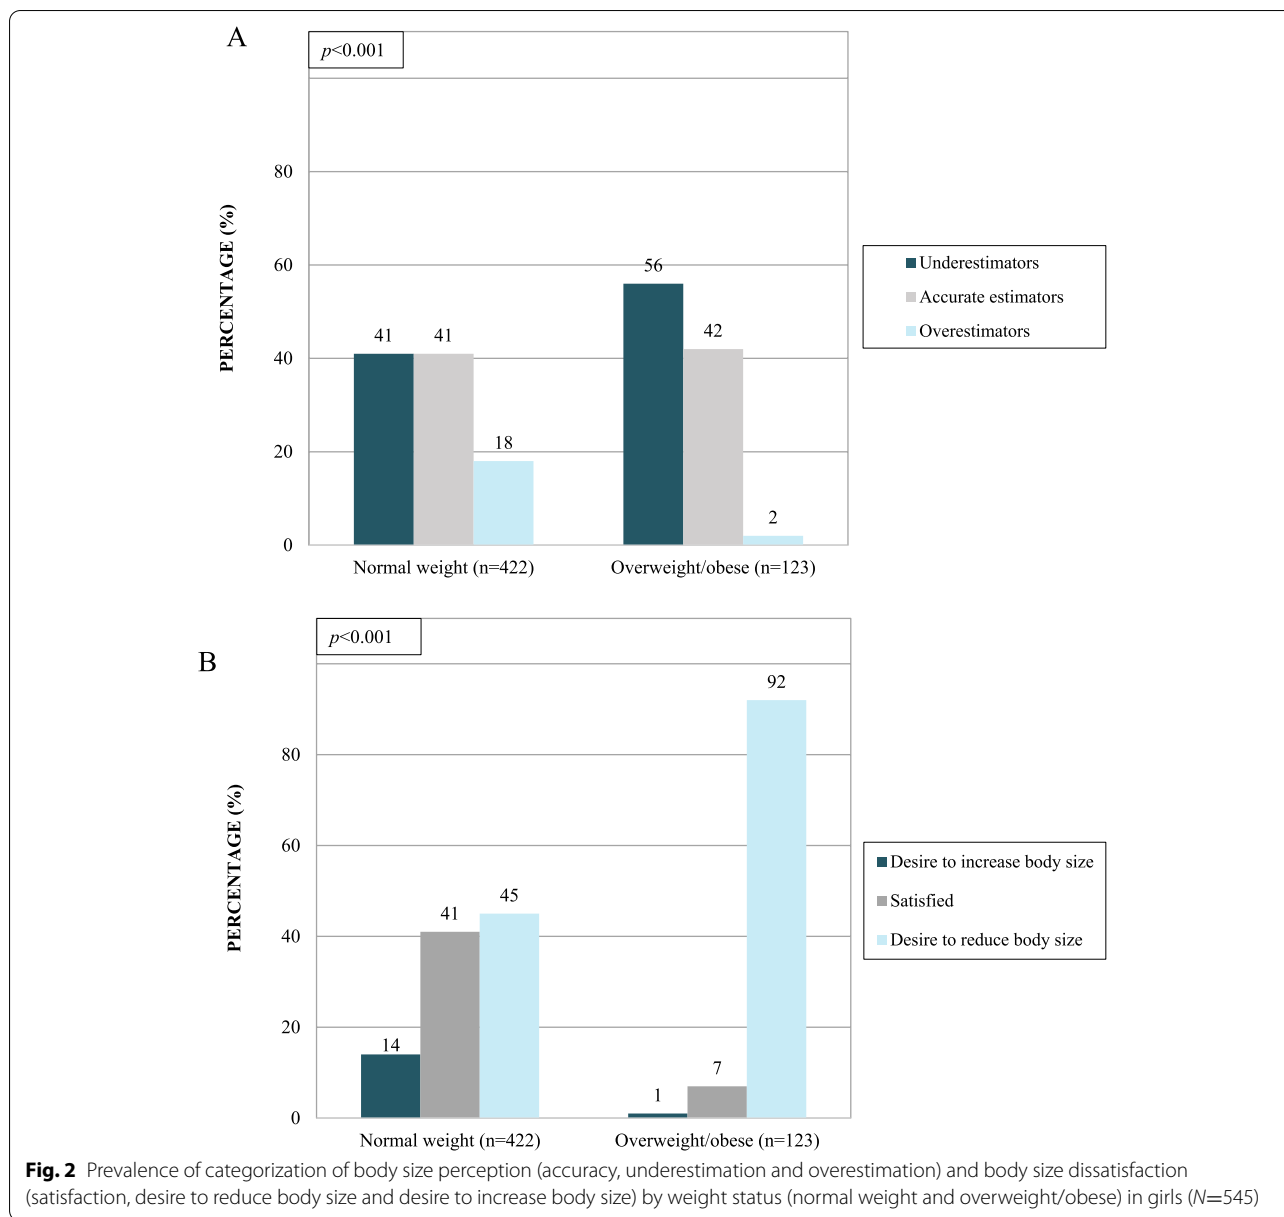 A
p<0.001
PERCENTAGE (%)
80
60
40
20
0
41
41
18
56
42
2
Normal weight (n=422)
Overweight/obese (n=123)
Underestimators
Accurate estimators
Overestimators
B
p<0.001
PERCENTAGE (%)
80
60
40
20
0
14
41
45
1
7
92
Normal weight (n=422)
Overweight/obese (n=123)
Desire to increase body size
Satisfied
Desire to reduce body size
Fig. 2 Prevalence of categorization of body size perception (accuracy, underestimation and overestimation) and body size dissatisfaction
(satisfaction, desire to reduce body size and desire to increase body size) by weight status (normal weight and overweight/obese) in girls (N=545)